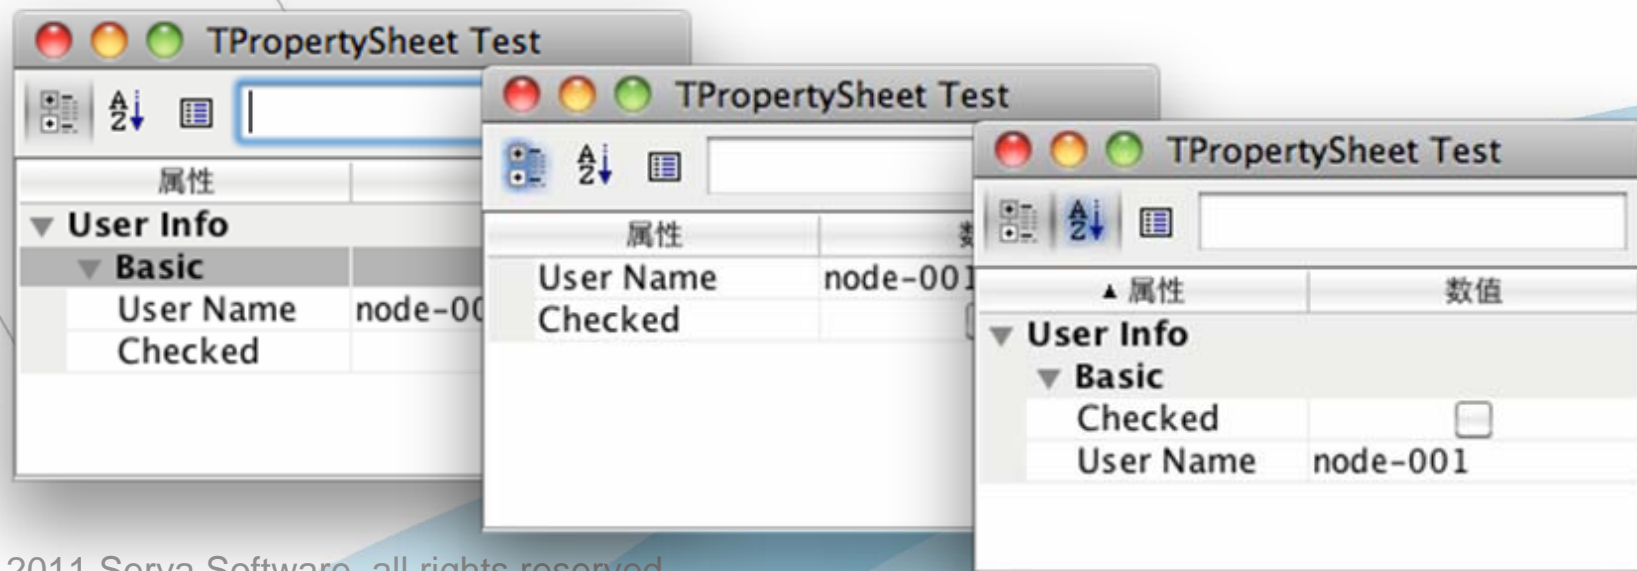 TPropertySheet Test
属性
User Info
Basic
User Name node-00
Checked
TPropertySheet Test
属性
User Name node-001
Checked
TPropertySheet Test
▲ 属性 数值
User Info
Basic
Checked
User Name node-001
2011 Serva Software, all rights reserved